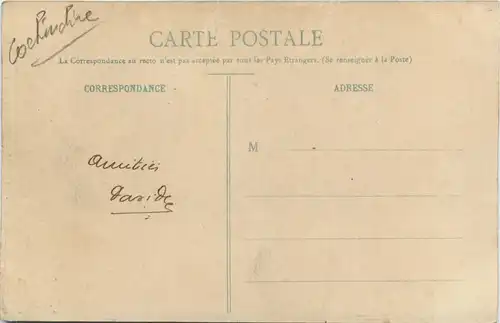 Cochinchine
CARTE POSTALE
La Correspondance au recto n'est pas acceptée par tous les Pays Etrangers. (Se renseigner à la Poste)
CORRESPONDANCE
ADRESSE
M
Amitiés